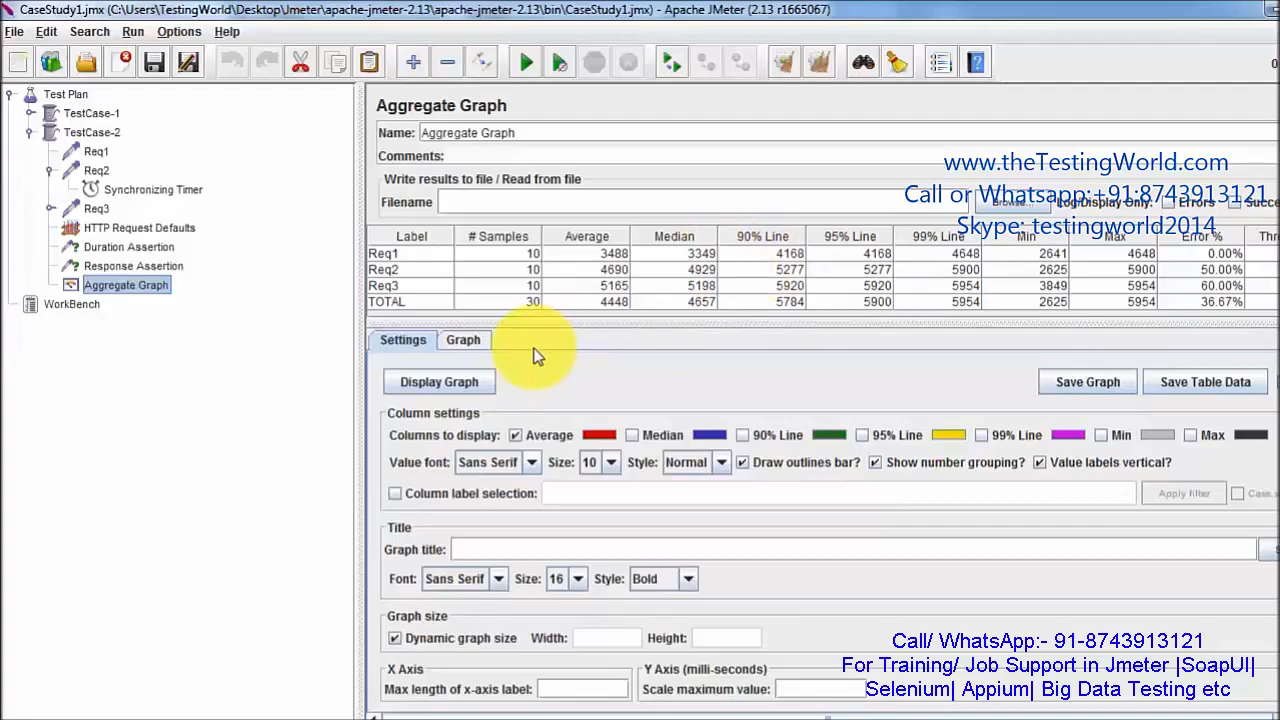 CaseStudy1.jmx (C:\Users\TestingWorld\Desktop\Jmeter\apache-jmeter-2.13\apache-jmeter-2.13\bin\CaseStudy1.jmx) - Apache JMeter (2.13 r1665067)
File Edit Search Run Options Help
Test Plan
TestCase-1
TestCase-2
Req1
Req2
Synchronizing Timer
Req3
HTTP Request Defaults
Duration Assertion
Response Assertion
Aggregate Graph
WorkBench
Aggregate Graph
Name: Aggregate Graph
Comments:
www.theTestingWorld.com
Write results to file / Read from file
Call or Whatsapp:+91:8743913121
Filename Browse... Log/Display Only: Errors
Skype: testingworld2014
Label # Samples Average Median 90% Line 95% Line 99% Line Min Max Error %
Req1 10 3488 3349 4168 4168 4648 2641 4648 0.00%
Req2 10 4690 4929 5277 5277 5900 2625 5900 50.00%
Req3 10 5165 5198 5920 5920 5954 3849 5954 60.00%
TOTAL 30 4448 4657 5784 5900 5954 2625 5954 36.67%
Settings Graph
Display Graph Save Graph Save Table Data
Column settings
Columns to display: Average Median 90% Line 95% Line 99% Line Min Max
Value font: Sans Serif Size: 10 Style: Normal Draw outlines bar? Show number grouping? Value labels vertical?
Column label selection: Apply filter
Title
Graph title:
Font: Sans Serif Size: 16 Style: Bold
Graph size
Dynamic graph size Width: Height:
X Axis Y Axis (milli-seconds)
Max length of x-axis label: Scale maximum value:
Call/ WhatsApp:- 91-8743913121
For Training/ Job Support in Jmeter |SoapUI|
Selenium| Appium| Big Data Testing etc